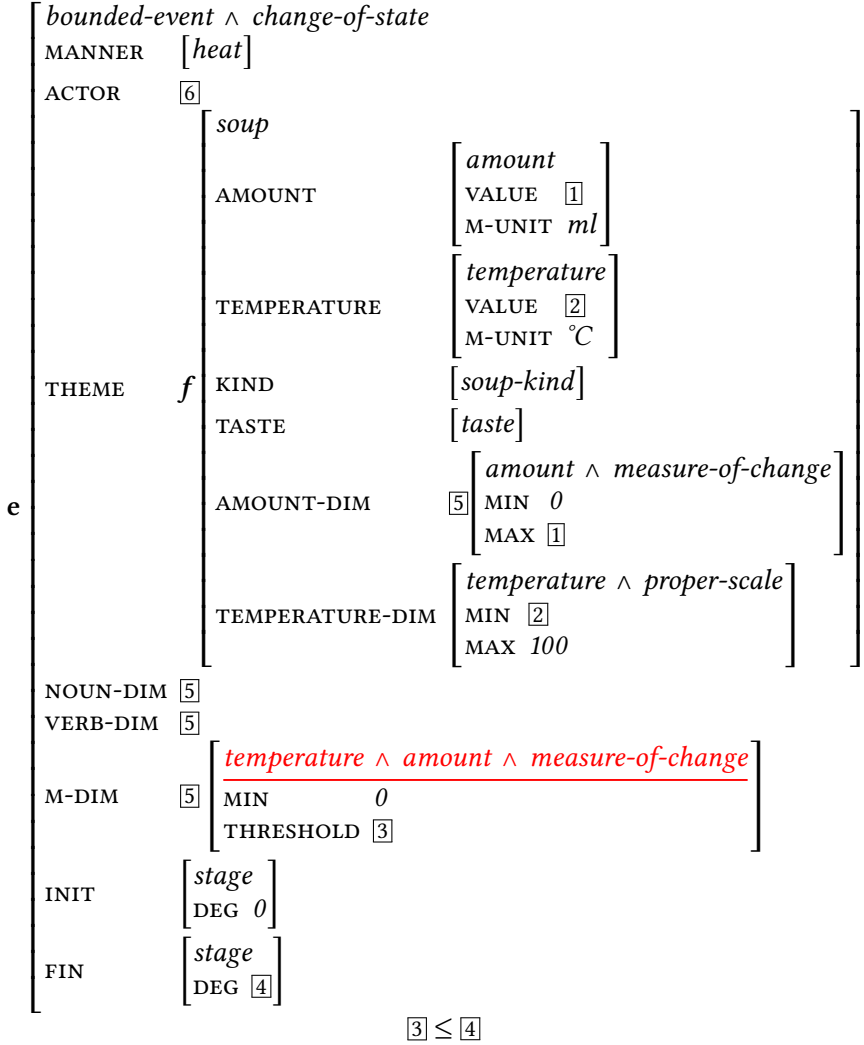 bounded-event ∧ change-of-state
MANNER [heat]
ACTOR 6
soup
amount
AMOUNT VALUE 1
M-UNIT ml
temperature
TEMPERATURE VALUE 2
M-UNIT °C
THEME f KIND [soup-kind]
TASTE [taste]
amount ∧ measure-of-change
e AMOUNT-DIM 5 MIN 0
MAX 1
temperature ∧ proper-scale
TEMPERATURE-DIM MIN 2
MAX 100
NOUN-DIM 5
VERB-DIM 5
temperature ∧ amount ∧ measure-of-change
M-DIM 5 MIN 0
THRESHOLD 3
stage
INIT DEG 0
stage
FIN DEG 4
3 ≤ 4